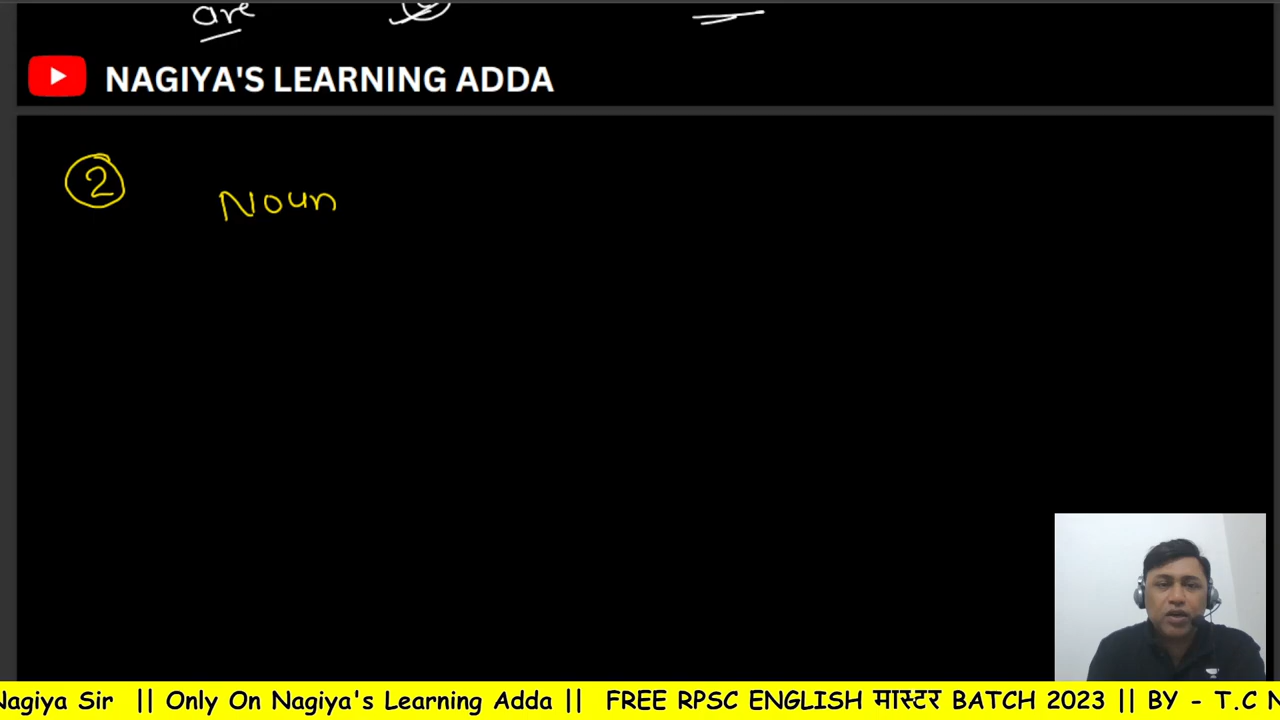 are
NAGIYA'S LEARNING ADDA
2
Noun
Nagiya Sir || Only On Nagiya's Learning Adda || FREE RPSC ENGLISH मास्टर BATCH 2023 || BY - T.C N